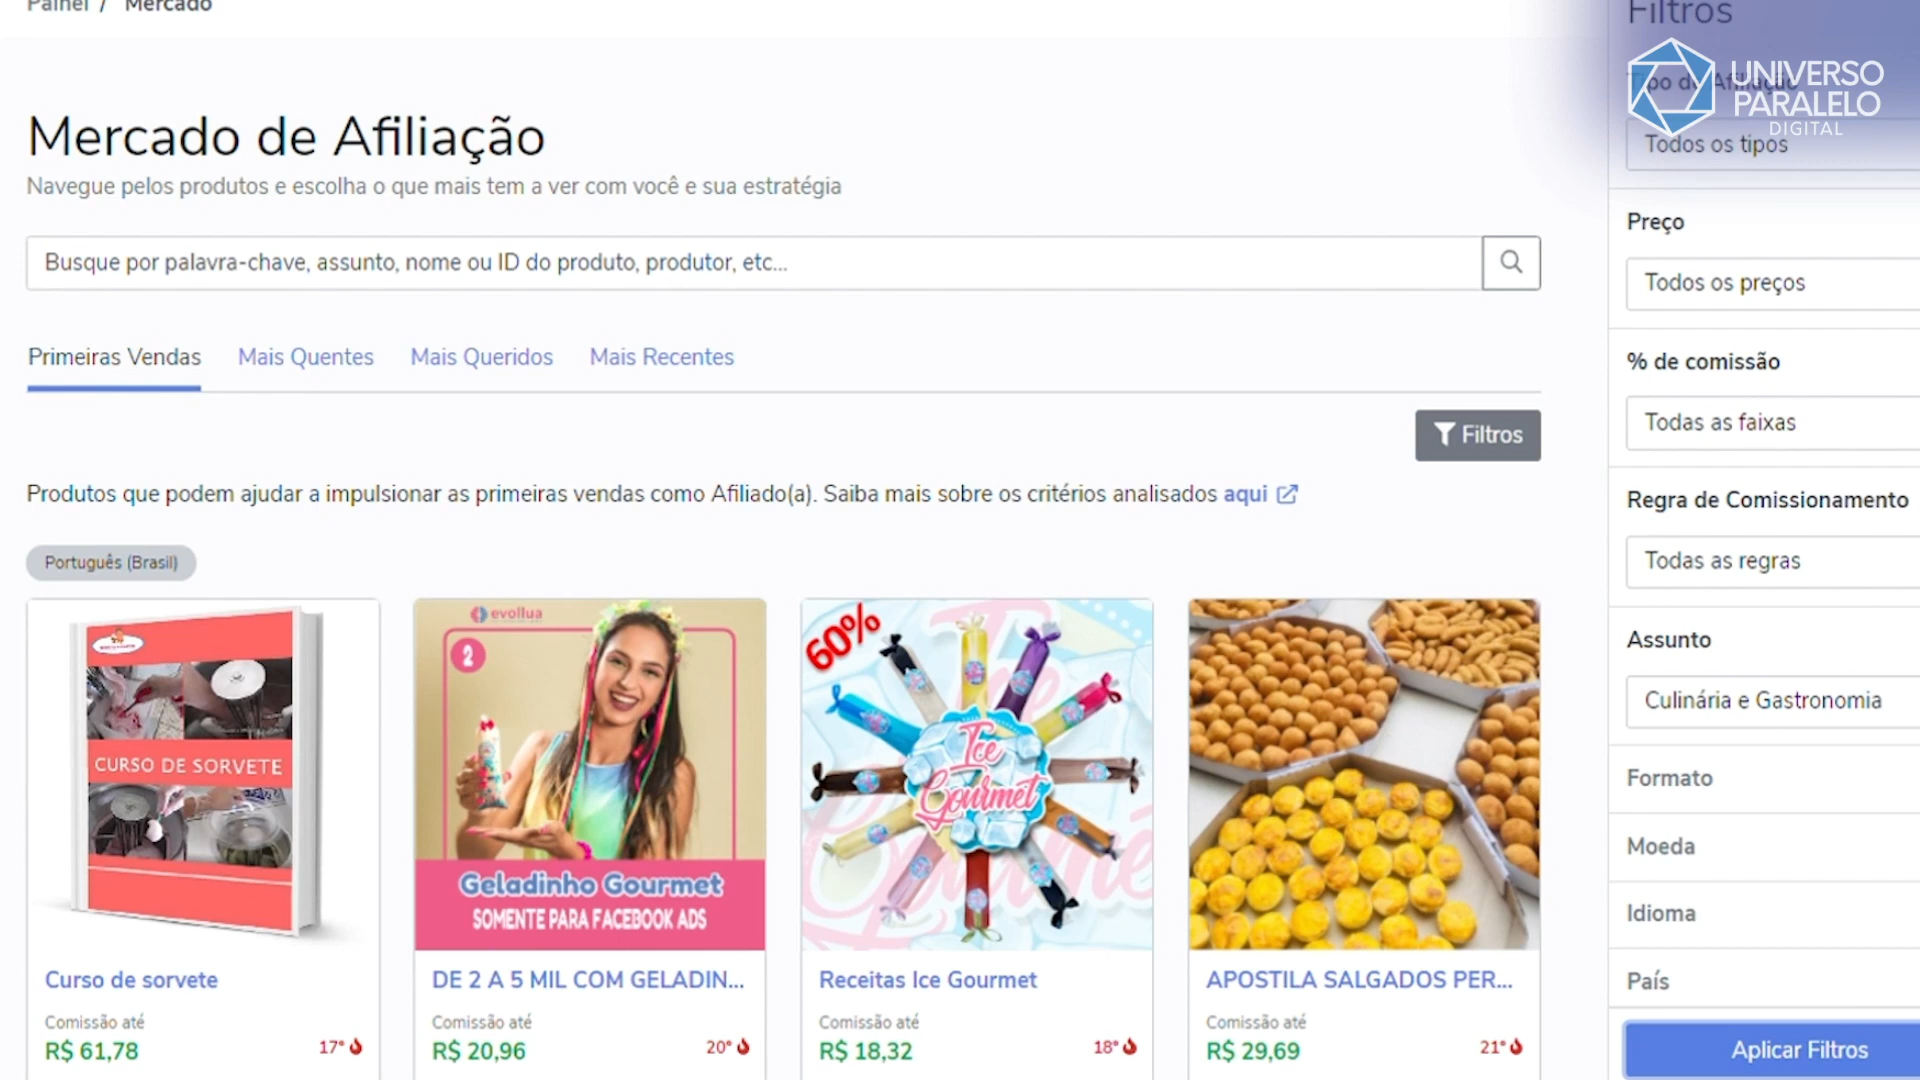 Painel / Mercado
Mercado de Afiliação
Navegue pelos produtos e escolha o que mais tem a ver com você e sua estratégia
Busque por palavra-chave, assunto, nome ou ID do produto, produtor, etc...
Primeiras Vendas Mais Quentes Mais Queridos Mais Recentes
Filtros
Produtos que podem ajudar a impulsionar as primeiras vendas como Afiliado(a). Saiba mais sobre os critérios analisados aqui
Português (Brasil)
CURSO DE SORVETE
Curso de sorvete
Comissão até
R$ 61,78 17°
evollua
2
Geladinho Gourmet
SOMENTE PARA FACEBOOK ADS
DE 2 A 5 MIL COM GELADIN...
Comissão até
R$ 20,96 20°
60%
Ice
Gourmet
Receitas Ice Gourmet
Comissão até
R$ 18,32 18°
APOSTILA SALGADOS PER...
Comissão até
R$ 29,69 21°
Filtros
UNIVERSO
PARALELO
DIGITAL
Tipo de Afiliação
Todos os tipos
Preço
Todos os preços
% de comissão
Todas as faixas
Regra de Comissionamento
Todas as regras
Assunto
Culinária e Gastronomia
Formato
Moeda
Idioma
País
Aplicar Filtros